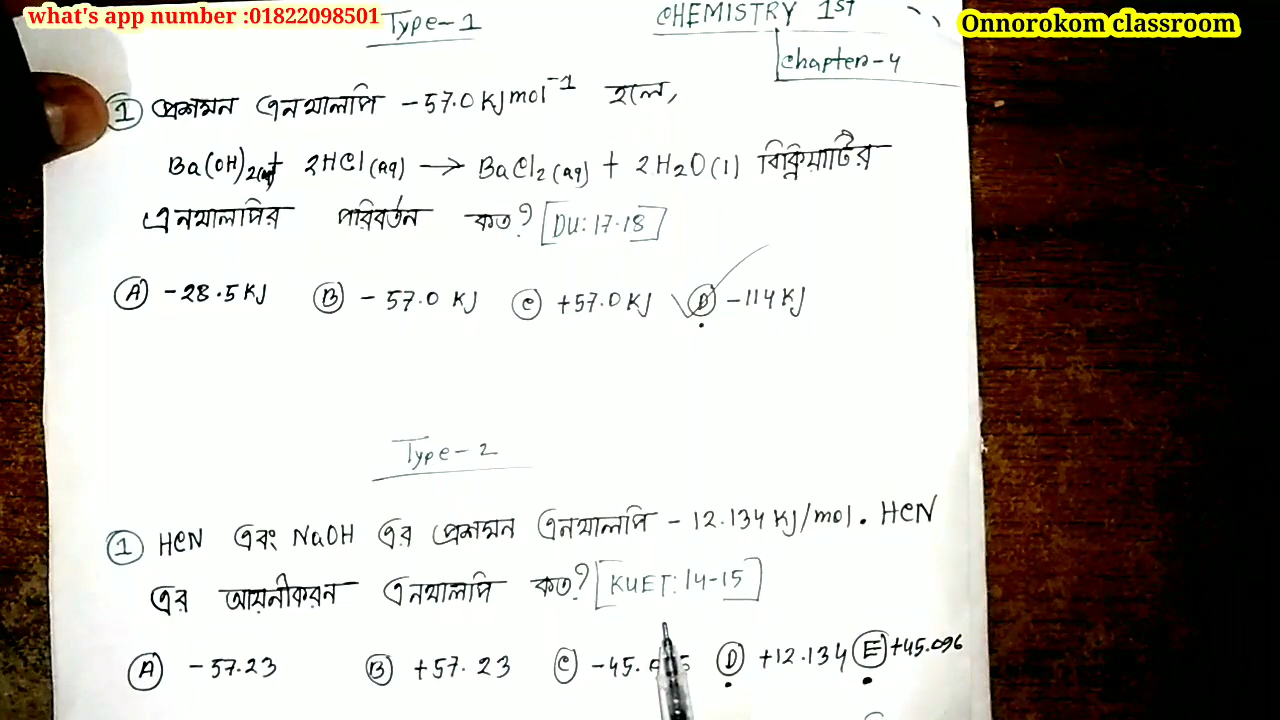 what's app number :01822098501
Onnorokom classroom
CHEMISTRY 1ST
Chapter-4
Type-1
1 প্রশমন এনথালপি -57.0 KJmol⁻¹ হলে,
Ba(OH)₂(aq) + 2HCl(aq) → BaCl₂(aq) + 2H₂O(l) বিক্রিয়াটির
এনথালপির পরিবর্তন কত? [DU: 17-18]
A -28.5 KJ B -57.0 KJ C +57.0 KJ D -114 KJ
Type-2
1 HCN এবং NaOH এর প্রশমন এনথালপি -12.134 KJ/mol. HCN
এর আয়নীকরন এনথালপি কত? [KUET: 14-15]
A -57.23 B +57.23 C -45. D +12.134 E +45.096